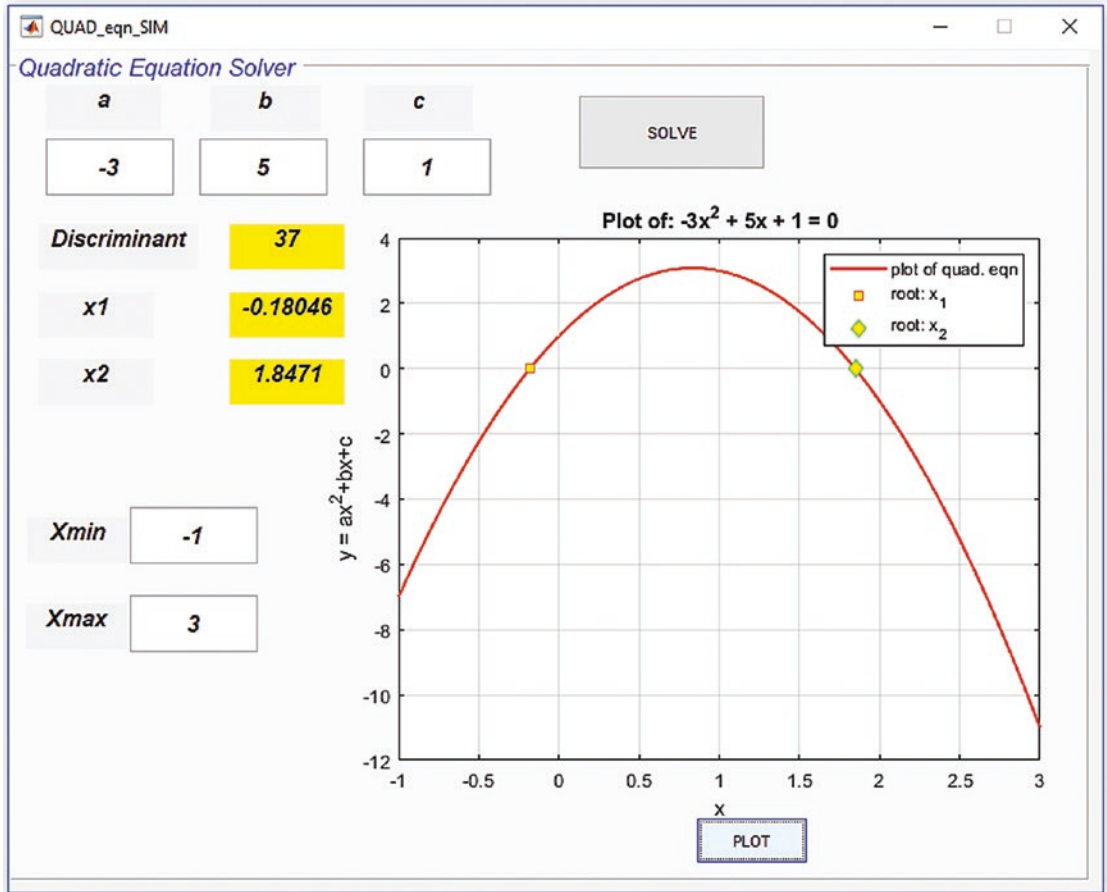 QUAD_eqn_SIM
Quadratic Equation Solver
a b c
SOLVE
-3 5 1
Discriminant 37
x1 -0.18046
x2 1.8471
Xmin -1
Xmax 3
Plot of: -3x² + 5x + 1 = 0
plot of quad. eqn
root: x₁
root: x₂
y = ax²+bx+c
4
2
0
-2
-4
-6
-8
-10
-12
-1 -0.5 0 0.5 1 1.5 2 2.5 3
x
PLOT